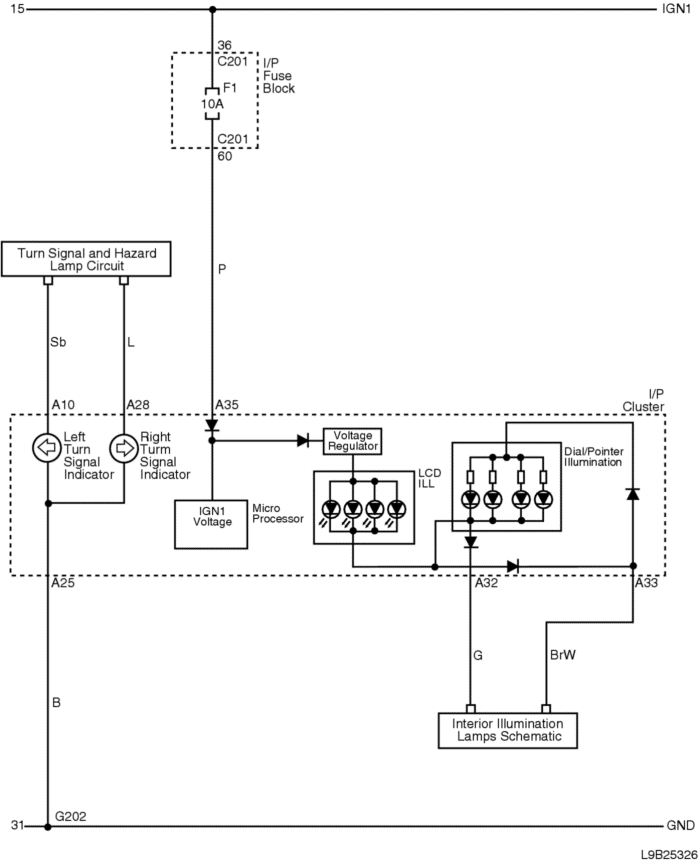 15
IGN1
36
C201
I/P
Fuse
Block
F1
10A
C201
60
Turn Signal and Hazard
Lamp Circuit
P
Sb
L
A10
A28
A35
I/P
Cluster
Left
Turn
Signal
Indicator
Right
Turm
Signal
Indicator
Voltage
Regulator
LCD
ILL
Dial/Pointer
Illumination
IGN1
Voltage
Micro
Processor
A25
A32
A33
G
BrW
B
Interior Illumination
Lamps Schematic
G202
31
GND
L9B25326